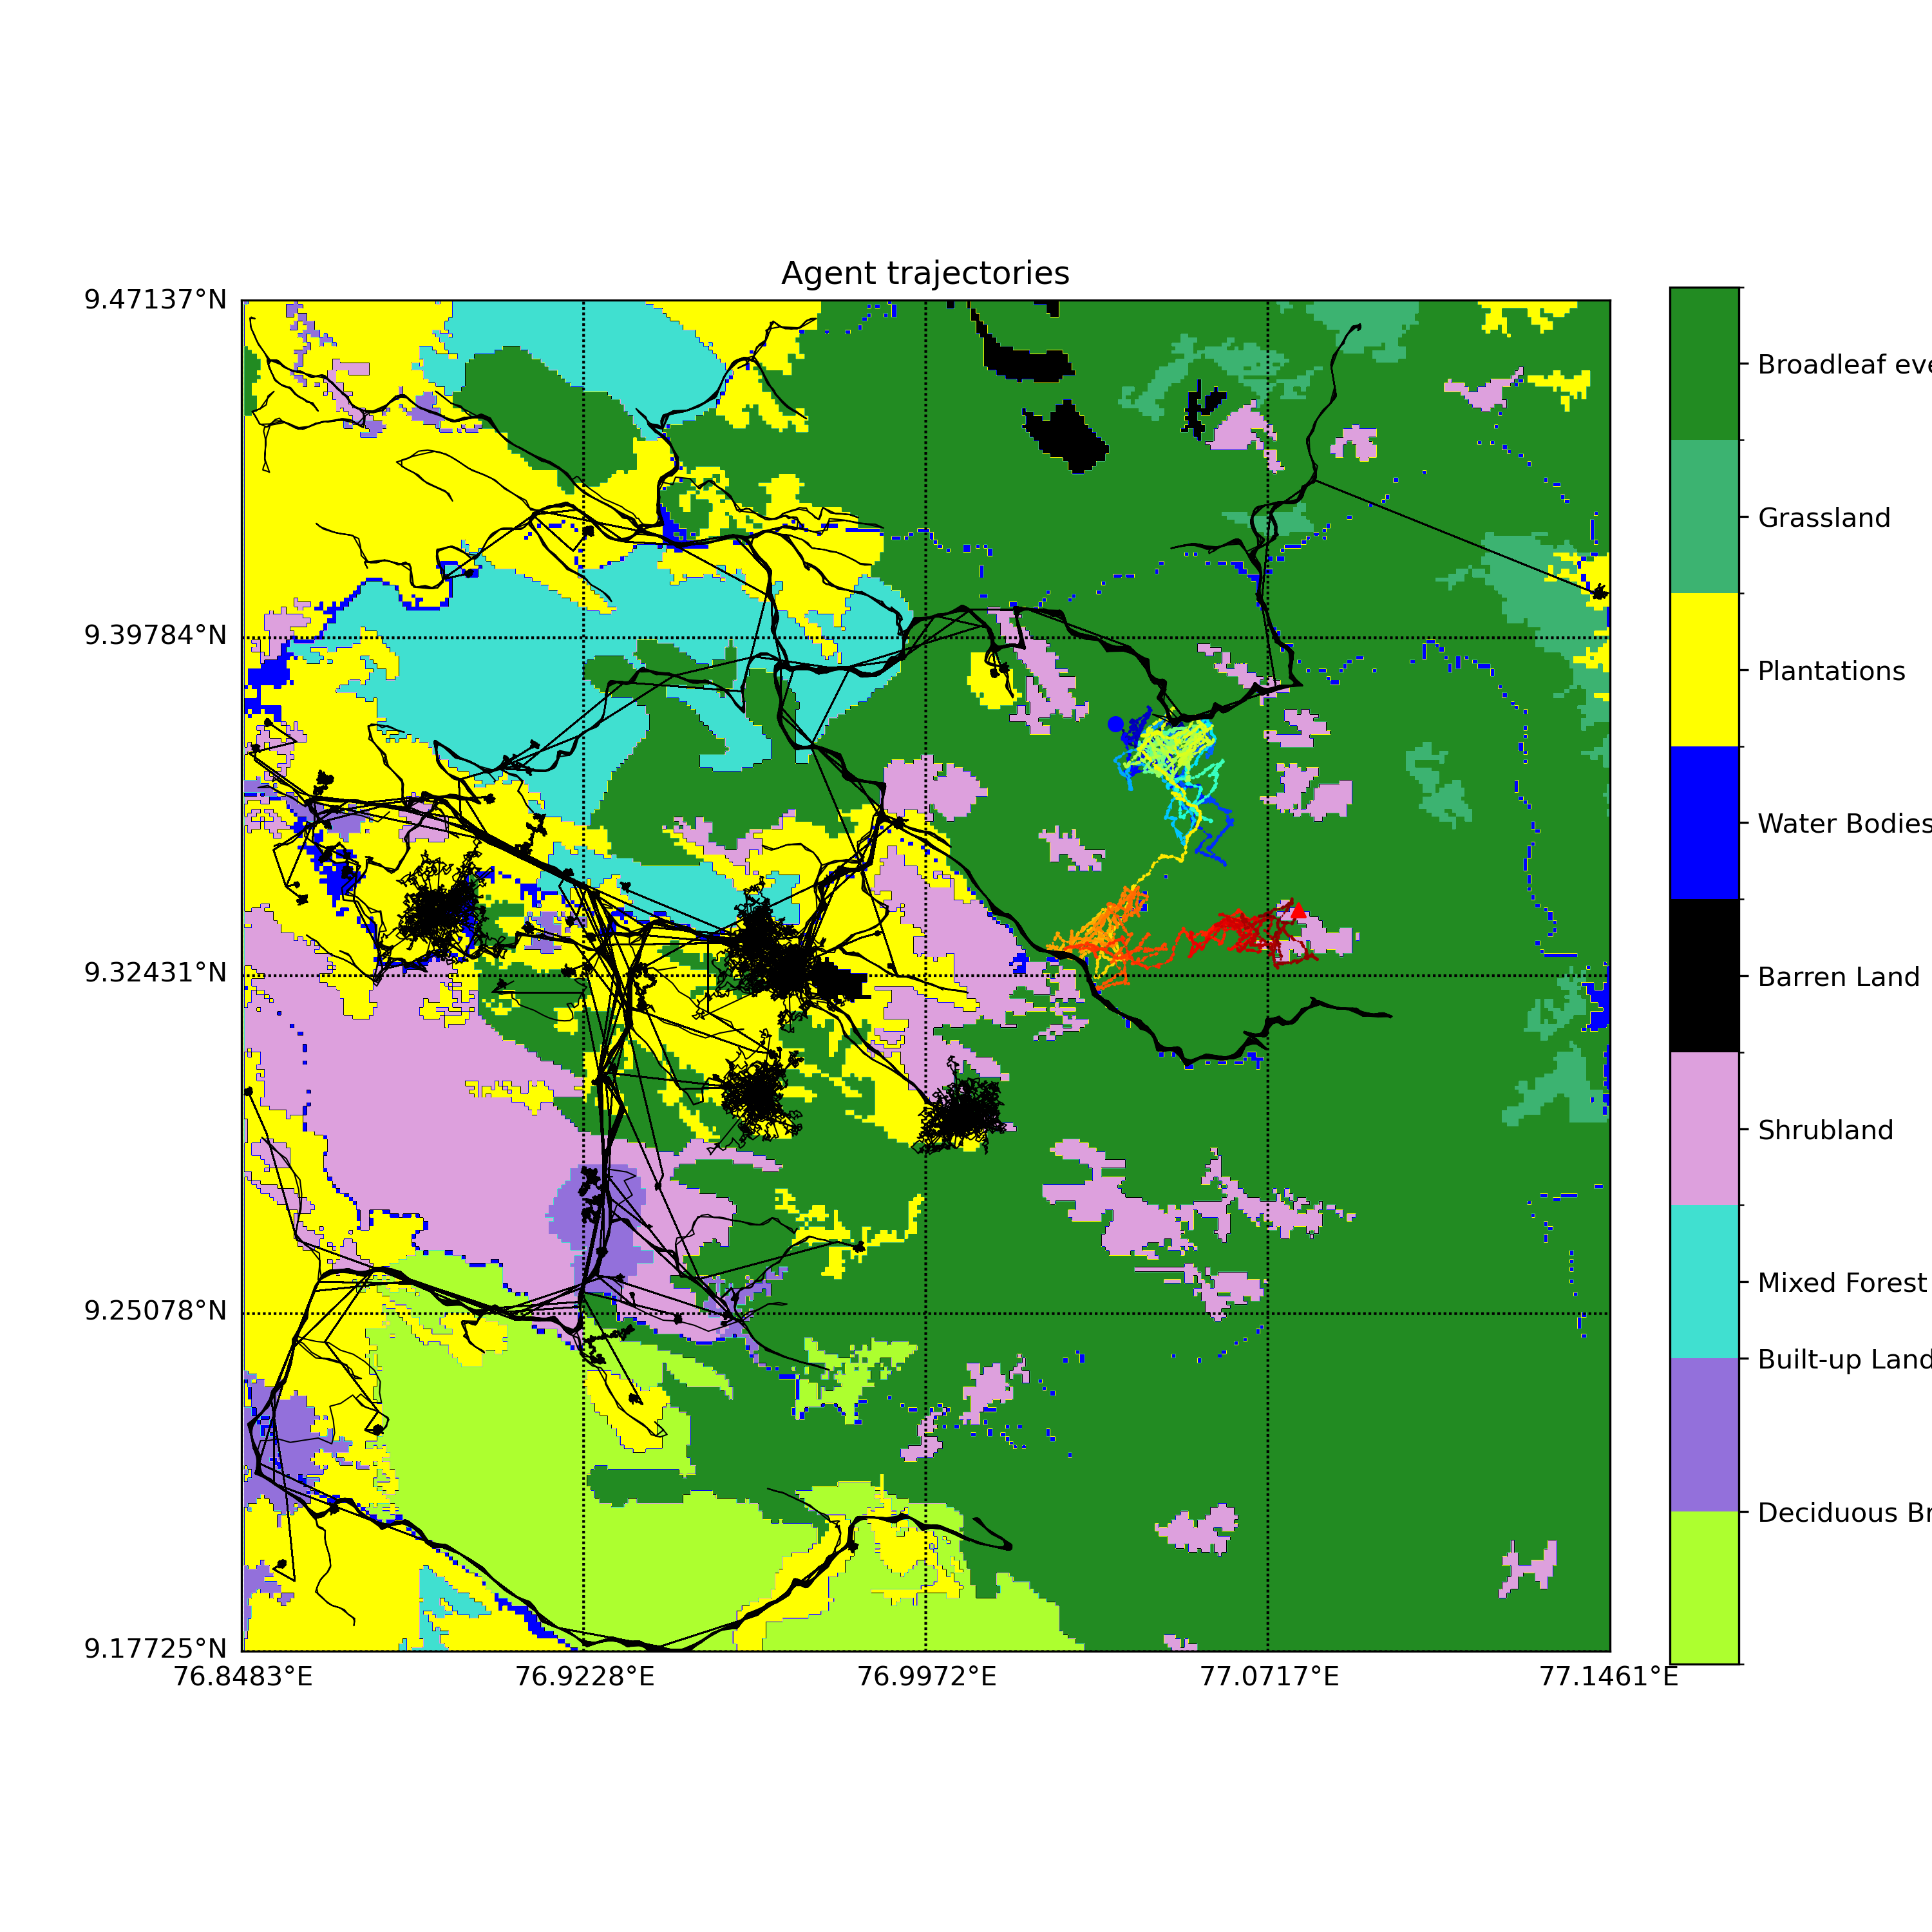 Agent trajectories
9.47137°N
9.39784°N
9.32431°N
9.25078°N
9.17725°N
76.8483°E
76.9228°E
76.9972°E
77.0717°E
77.1461°E
Broadleaf eve
Grassland
Plantations
Water Bodies
Barren Land
Shrubland
Mixed Forest
Built-up Land
Deciduous Br